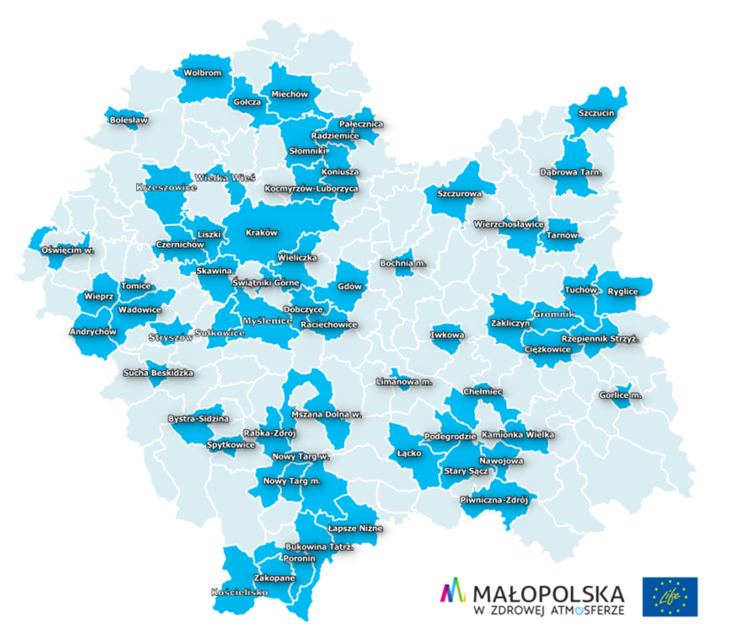 Wolbrom
Gołcza
Miechów
Bolesław
Pałecznica
Radziemice
Słomniki
Szczucin
Koniusza
Wielka Wieś
Krzeszowice
Kocmyrzów-Luborzyca
Dąbrowa Tarn.
Szczurowa
Wierzchosławice
Tarnów
Liszki
Kraków
Czernichów
Oświęcim w.
Wieliczka
Bochnia m.
Skawina
Świątniki Górne
Gdów
Tomice
Wieprz
Wadowice
Tuchów
Ryglice
Dobczyce
Myślenice
Raciechowice
Zakliczyn
Gromnik
Andrychów
Stryszów
Sułkowice
Iwkowa
Rzepiennik Strzyż.
Ciężkowice
Sucha Beskidzka
Limanowa m.
Chełmiec
Gorlice m.
Bystra-Sidzina
Mszana Dolna w.
Rabka-Zdrój
Spytkowice
Podegrodzie
Kamionka Wielka
Łącko
Nowy Targ w.
Nawojowa
Stary Sącz
Nowy Targ m.
Piwniczna-Zdrój
Łapsze Niżne
Bukowina Tatrz.
Poronin
Zakopane
Kościelisko
MAŁOPOLSKA
W ZDROWEJ ATMOSFERZE
Life